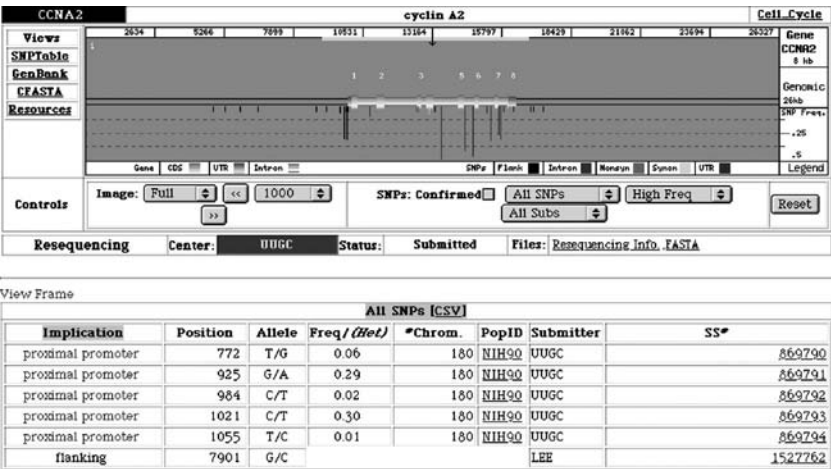 CCNA2 cyclin A2 Cell_Cycle
Views
SNPTable
GenBank
CFASTA
Resources
2634 5266 7899 10531 13164 15797 18429 21062 23694 26327
1
1 2 3 5 6 7 8
Gene
CCNA2
8 kb
Genomic
26kb
SNP Freq.
.25
.5
Gene CDS UTR Intron SNPs Flank Intron Nonsyn Synon UTR Legend
Controls Image: Full << 1000 >> SNPs: Confirmed All SNPs High Freq All Subs Reset
Resequencing Center: UUGC Status: Submitted Files: Resequencing Info. ,FASTA
View Frame
All SNPs [CSV]
Implication Position Allele Freq/(Het) #Chrom. PopID Submitter SS#
proximal promoter 772 T/G 0.06 180 NIH90 UUGC 869790
proximal promoter 925 G/A 0.29 180 NIH90 UUGC 869791
proximal promoter 984 C/T 0.02 180 NIH90 UUGC 869792
proximal promoter 1021 C/T 0.30 180 NIH90 UUGC 869793
proximal promoter 1055 T/C 0.01 180 NIH90 UUGC 869794
flanking 7901 G/C LEE 1527762